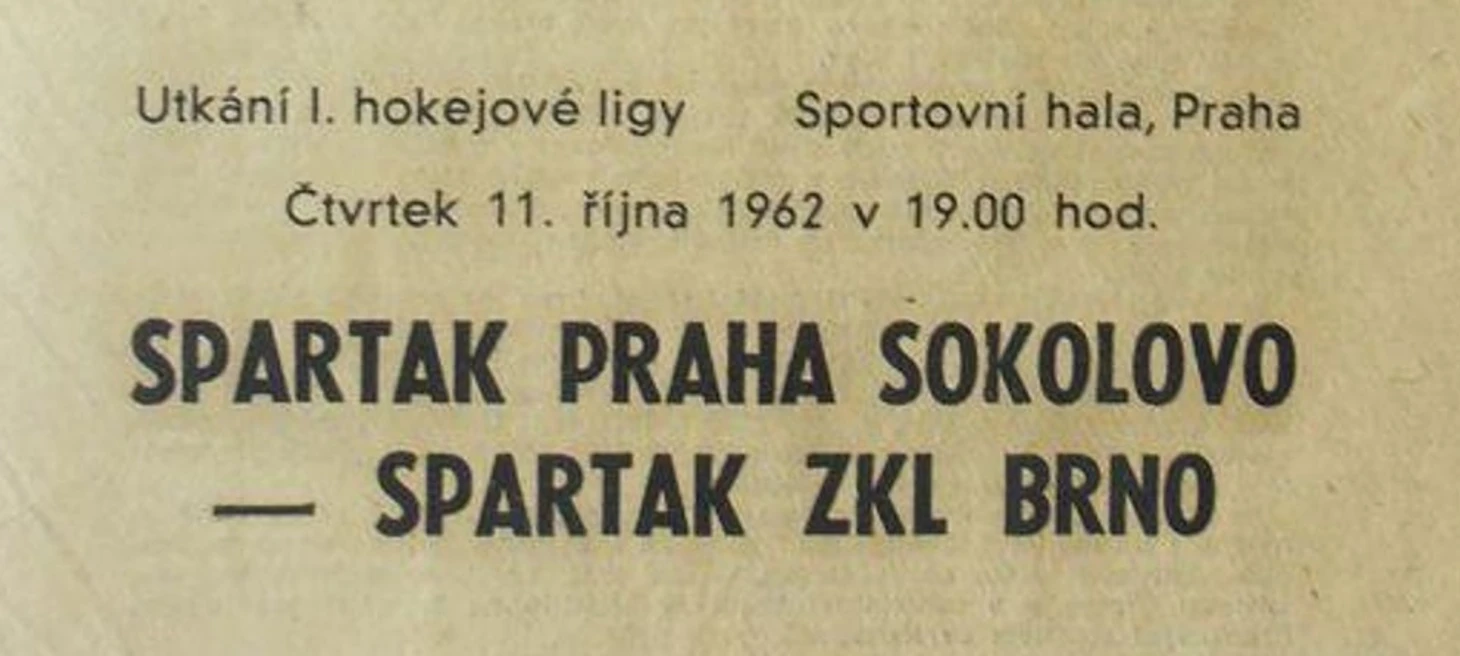 Utkání I. hokejové ligy Sportovní hala, Praha
Čtvrtek 11. října 1962 v 19.00 hod.
SPARTAK PRAHA SOKOLOVO
— SPARTAK ZKL BRNO